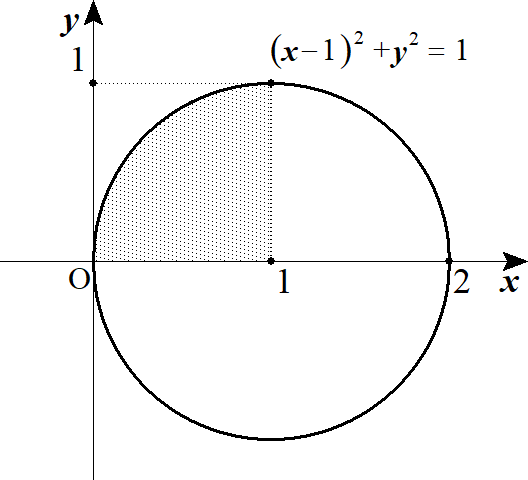 y
(x−1)² +y² = 1
1
O
1
2
x